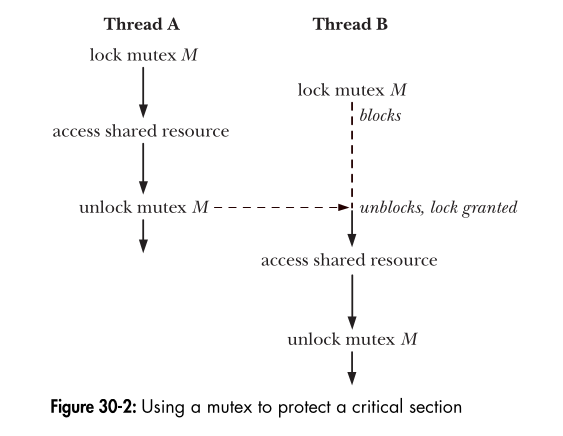 Thread A
Thread B
lock mutex M
lock mutex M
blocks
access shared resource
unlock mutex M
unblocks, lock granted
access shared resource
unlock mutex M
Figure 30-2: Using a mutex to protect a critical section